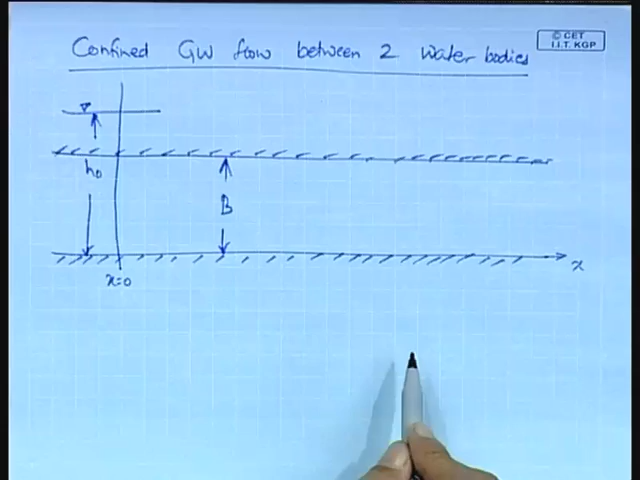 © CET
I.I.T. KGP
Confined GW flow between 2 water bodies
h₀
B
x
x=0